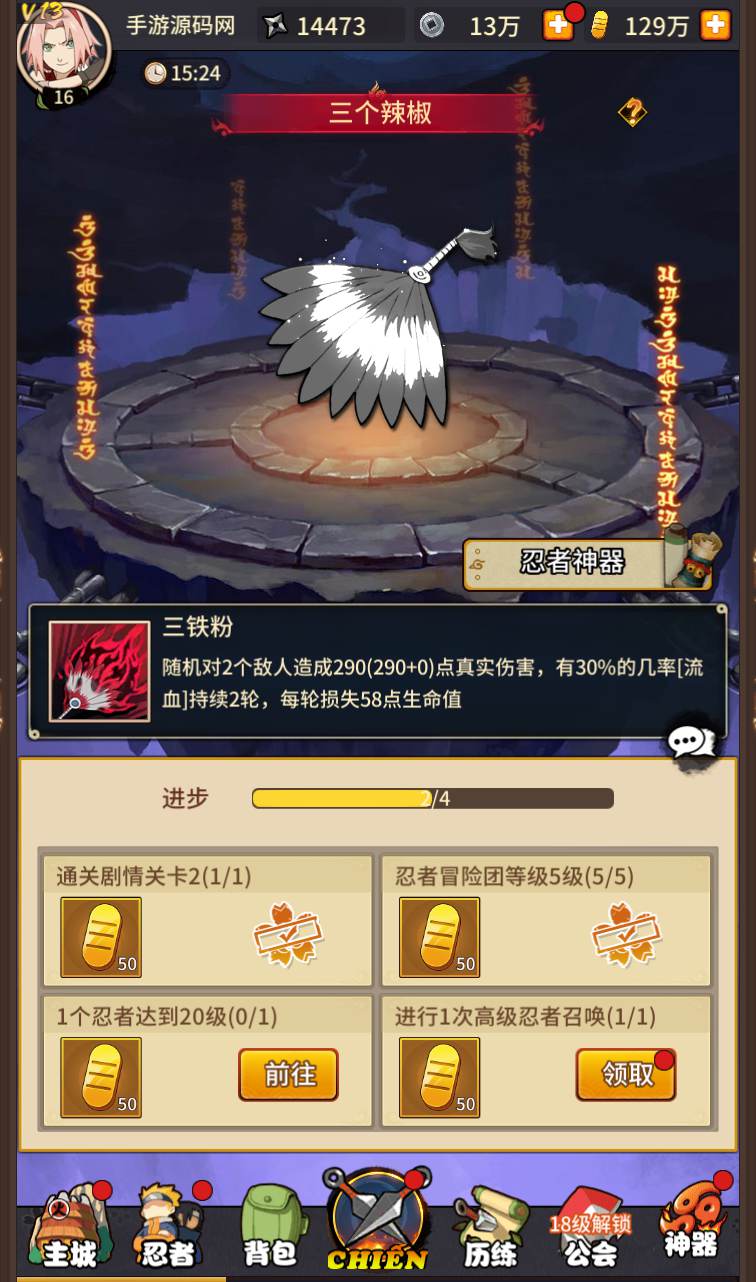 V 13
手游源码网
14473
13万
129万
16
15:24
三个辣椒
忍者神器
三铁粉
随机对2个敌人造成290(290+0)点真实伤害，有30%的几率[流
血]持续2轮，每轮损失58点生命值
进步
2/4
通关剧情关卡2(1/1)
50
忍者冒险团等级5级(5/5)
50
1个忍者达到20级(0/1)
50
前往
进行1次高级忍者召唤(1/1)
50
领取
主城
忍者
背包
CHIẾN
历练
18级解锁
公会
神器